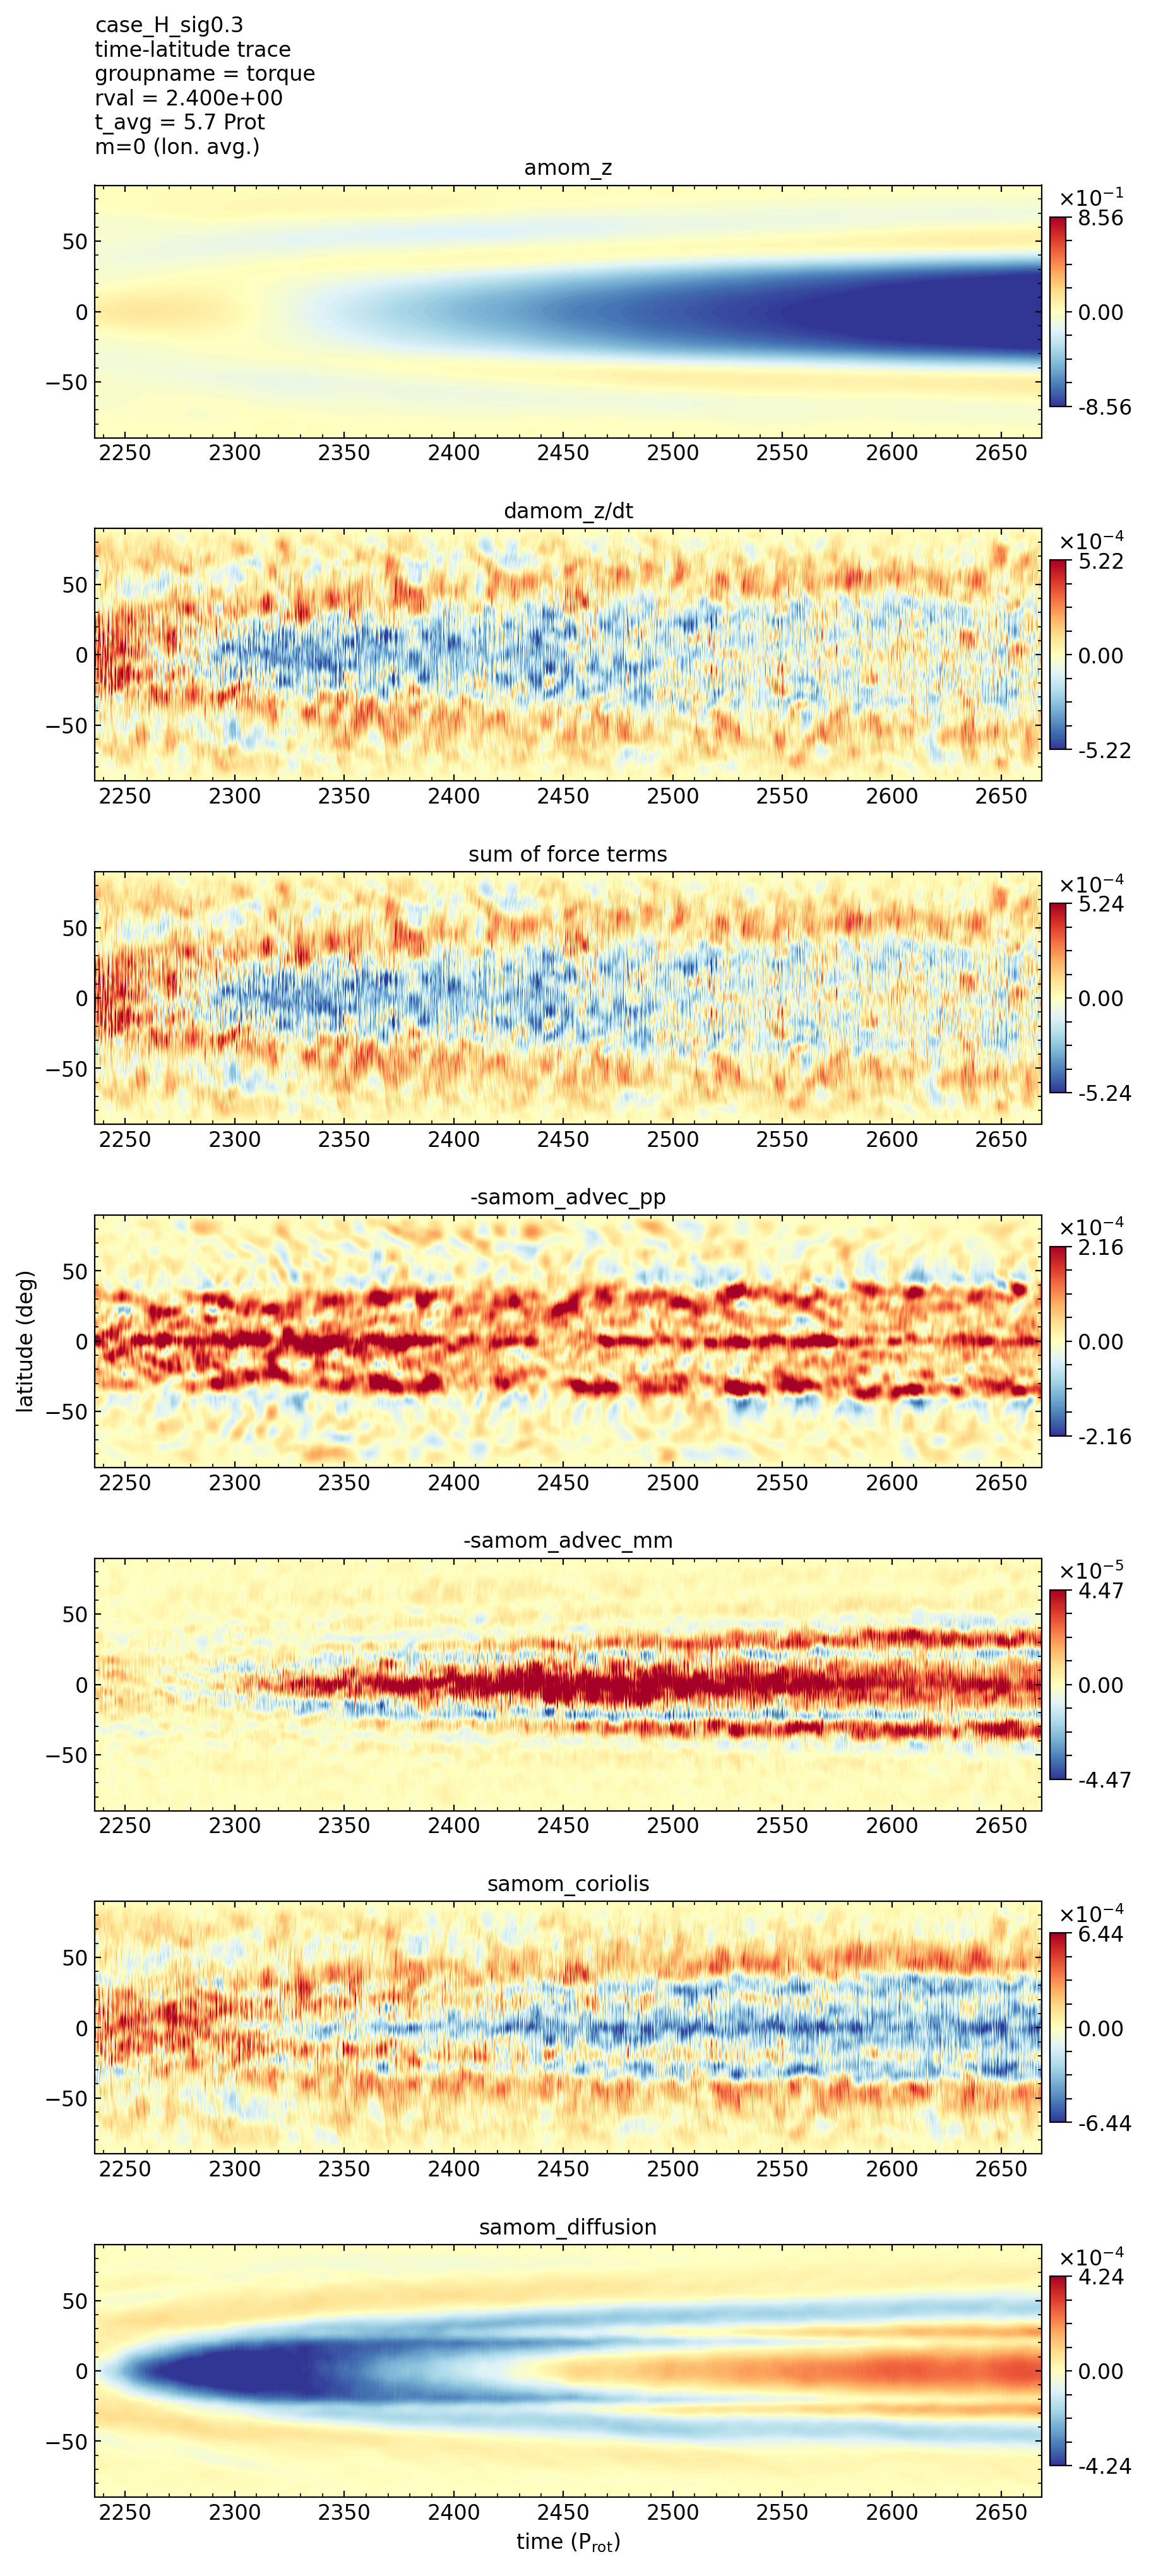 case_H_sig0.3
time-latitude trace
groupname = torque
rval = 2.400e+00
t_avg = 5.7 Prot
m=0 (lon. avg.)
amom_z
×10⁻¹
8.56
0.00
-8.56
50
0
−50
2250 2300 2350 2400 2450 2500 2550 2600 2650
damom_z/dt
×10⁻⁴
5.22
0.00
-5.22
50
0
−50
2250 2300 2350 2400 2450 2500 2550 2600 2650
sum of force terms
×10⁻⁴
5.24
0.00
-5.24
50
0
−50
2250 2300 2350 2400 2450 2500 2550 2600 2650
-samom_advec_pp
×10⁻⁴
2.16
0.00
-2.16
50
0
−50
latitude (deg)
2250 2300 2350 2400 2450 2500 2550 2600 2650
-samom_advec_mm
×10⁻⁵
4.47
0.00
-4.47
50
0
−50
2250 2300 2350 2400 2450 2500 2550 2600 2650
samom_coriolis
×10⁻⁴
6.44
0.00
-6.44
50
0
−50
2250 2300 2350 2400 2450 2500 2550 2600 2650
samom_diffusion
×10⁻⁴
4.24
0.00
-4.24
50
0
−50
2250 2300 2350 2400 2450 2500 2550 2600 2650
time (P_rot)